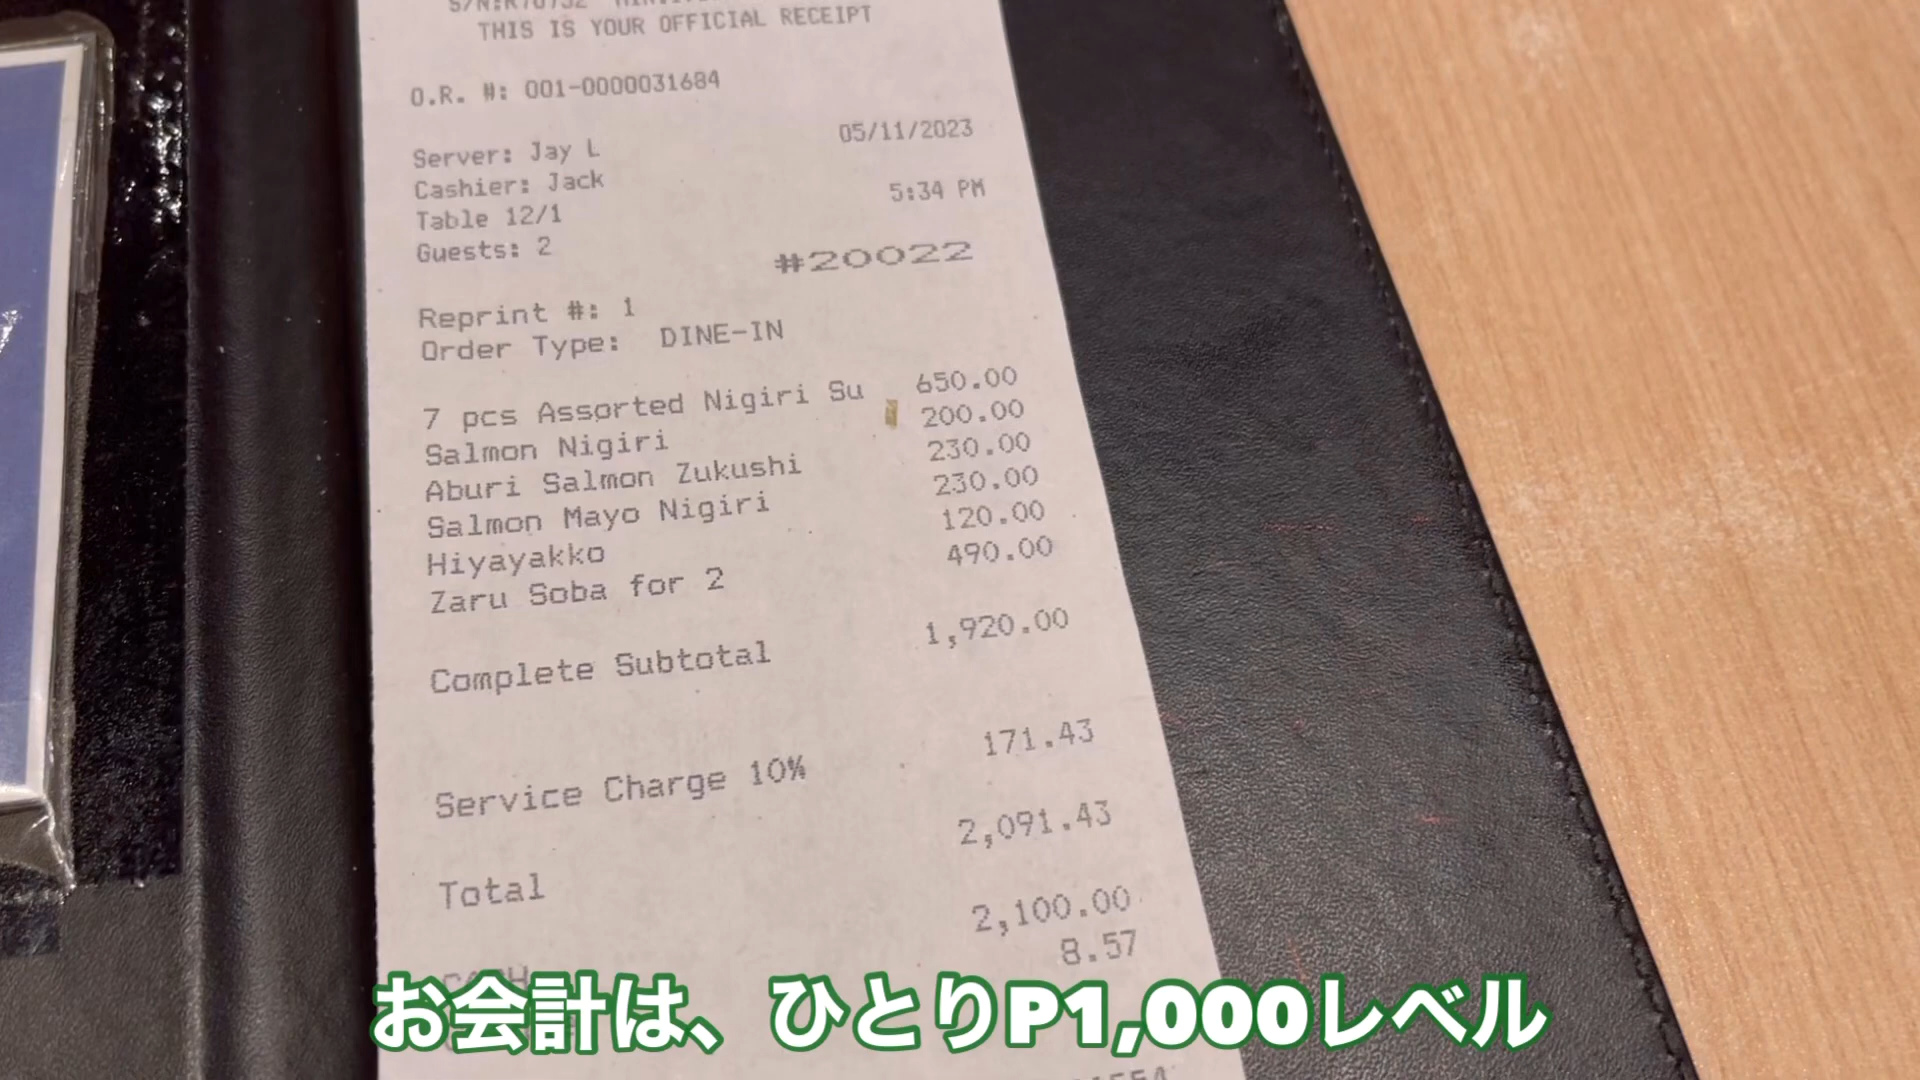 THIS IS YOUR OFFICIAL RECEIPT
O.R. #: 001-0000031684
05/11/2023
Server: Jay L
Cashier: Jack
5:34 PM
Table 12/1
Guests: 2
#20022
Reprint #: 1
Order Type: DINE-IN
7 pcs Assorted Nigiri Su 650.00
Salmon Nigiri 200.00
Aburi Salmon Zukushi 230.00
Salmon Mayo Nigiri 230.00
Hiyayakko 120.00
Zaru Soba for 2 490.00
Complete Subtotal 1,920.00
Service Charge 10% 171.43
Total 2,091.43
2,100.00
8.57
お会計は、ひとりP1,000レベル